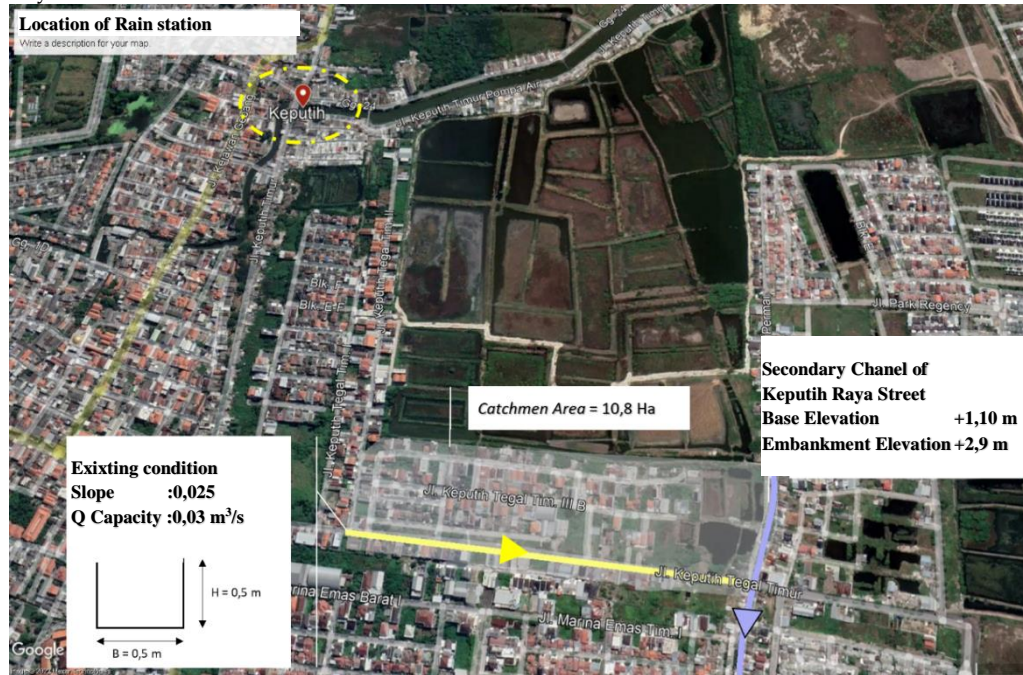 Location of Rain station
Write a description for your map.
Keputih
Jl. Keputih Timur Pompa Air
Jl. Keputih Timur
Jl. Keputih Tegal Timur
Jl. Park Regency
Catchmen Area = 10,8 Ha
Secondary Chanel of
Keputih Raya Street
Base Elevation +1,10 m
Embankment Elevation +2,9 m
Exixting condition
Slope :0,025
Q Capacity :0,03 m³/s
H = 0,5 m
B = 0,5 m
Jl. Keputih Tegal Tim. III B
Jl. Keputih Tegal Timur
Jl. Marina Emas Tim. I
arina Emas Barat I
Google